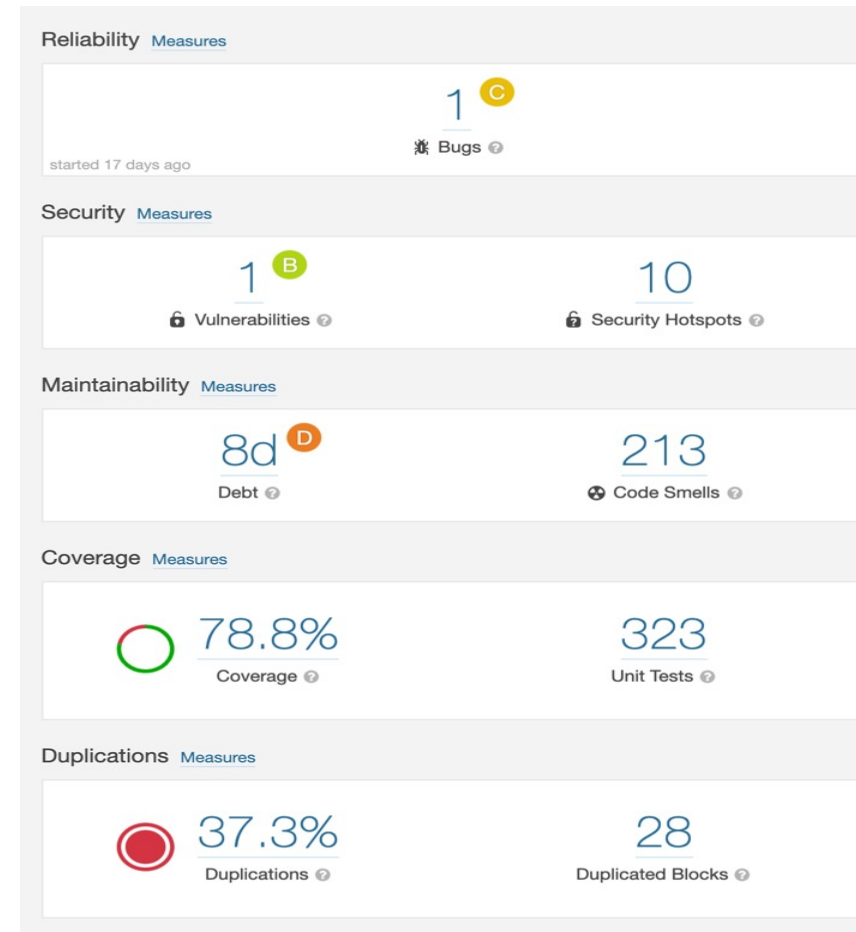 Reliability Measures
1 C
Bugs ?
started 17 days ago
Security Measures
1 B 10
Vulnerabilities ? Security Hotspots ?
Maintainability Measures
8d D 213
Debt ? Code Smells ?
Coverage Measures
78.8% 323
Coverage ? Unit Tests ?
Duplications Measures
37.3% 28
Duplications ? Duplicated Blocks ?